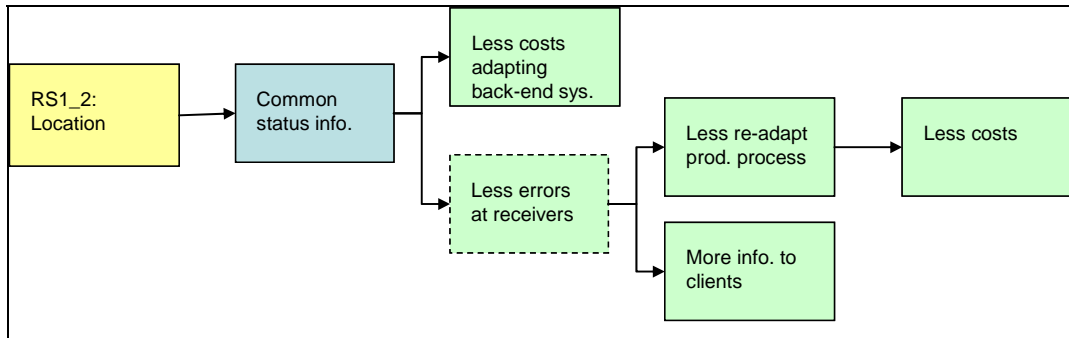 RS1_2:
Location
Common
status info.
Less costs
adapting
back-end sys.
Less errors
at receivers
Less re-adapt
prod. process
More info. to
clients
Less costs